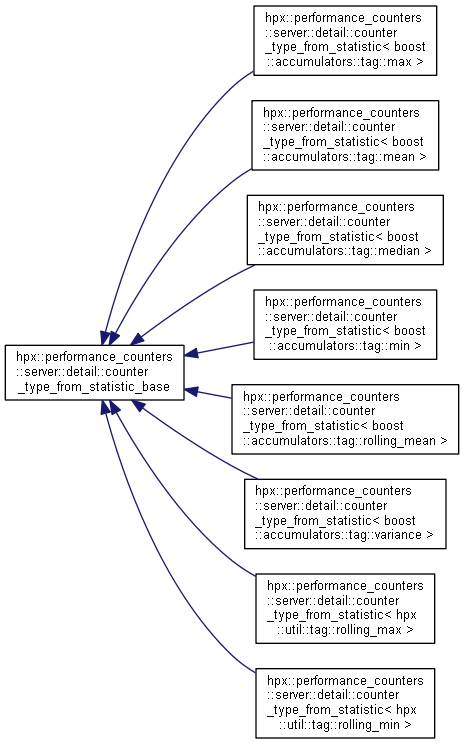 hpx::performance_counters
::server::detail::counter
_type_from_statistic< boost
::accumulators::tag::max >
hpx::performance_counters
::server::detail::counter
_type_from_statistic< boost
::accumulators::tag::mean >
hpx::performance_counters
::server::detail::counter
_type_from_statistic< boost
::accumulators::tag::median >
hpx::performance_counters
::server::detail::counter
_type_from_statistic< boost
::accumulators::tag::min >
hpx::performance_counters
::server::detail::counter
_type_from_statistic_base
hpx::performance_counters
::server::detail::counter
_type_from_statistic< boost
::accumulators::tag::rolling_mean >
hpx::performance_counters
::server::detail::counter
_type_from_statistic< boost
::accumulators::tag::variance >
hpx::performance_counters
::server::detail::counter
_type_from_statistic< hpx
::util::tag::rolling_max >
hpx::performance_counters
::server::detail::counter
_type_from_statistic< hpx
::util::tag::rolling_min >